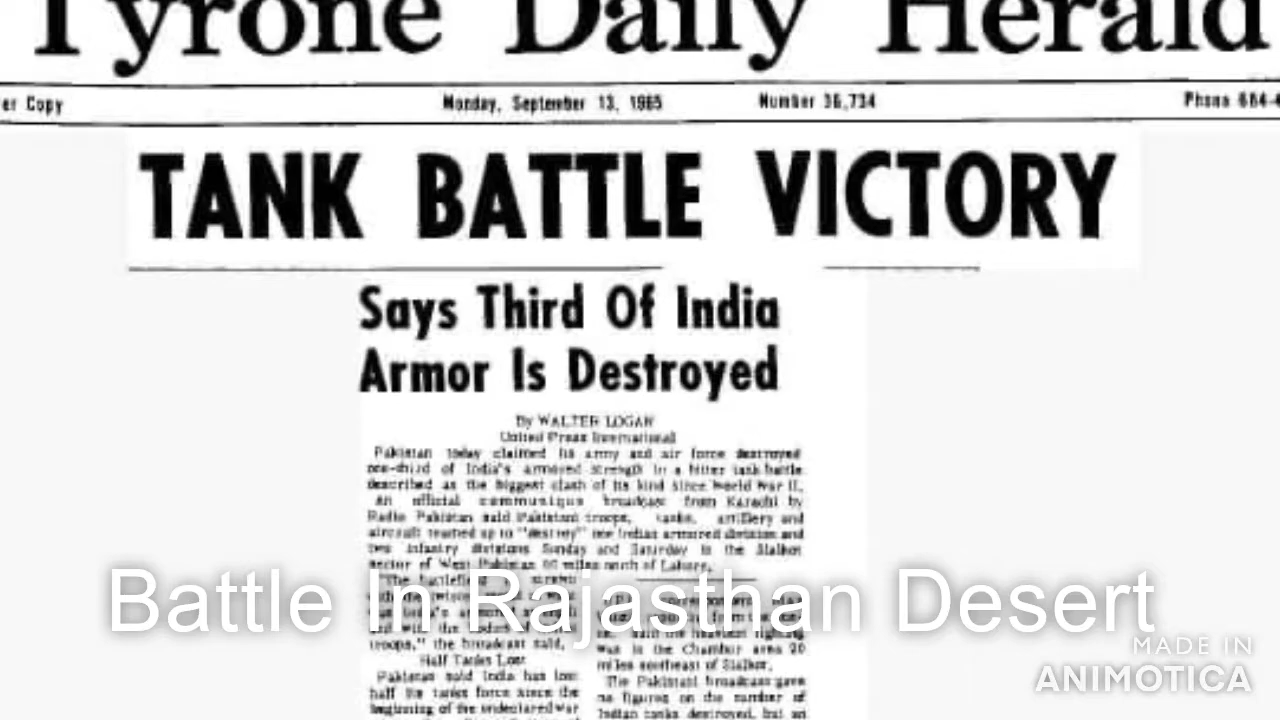 Tyrone Daily Herald
er Copy
Monday, September 13, 1965
Number 36,734
Phone 684-4
TANK BATTLE VICTORY
Says Third Of India
Armor Is Destroyed
By WALTER LOGAN
United Press International
Pakistan today claimed its army and air force destroyed
one-third of India's armored strength in a bitter tank battle
described as the biggest clash of its kind since World War II.
An official communique broadcast from Karachi by
Radio Pakistan said Pakistani troops, tanks, artillery and
aircraft teamed up to "destroy" one Indian armored division and
two infantry divisions Sunday and Saturday in the Sialkot
sector of West Pakistan 60 miles north of Lahore.
"The battlefield is
troops," the broadcast said.
Half Tanks Lost
Pakistan said India has lost
half its tanks force since the
beginning of the undeclared war
was in the Chambor area 20
miles northeast of Sialkot.
The Pakistani broadcast gave
no figures on the number of
Indian tanks destroyed, but an
Battle In Rajasthan Desert
MADE IN
ANIMOTICA